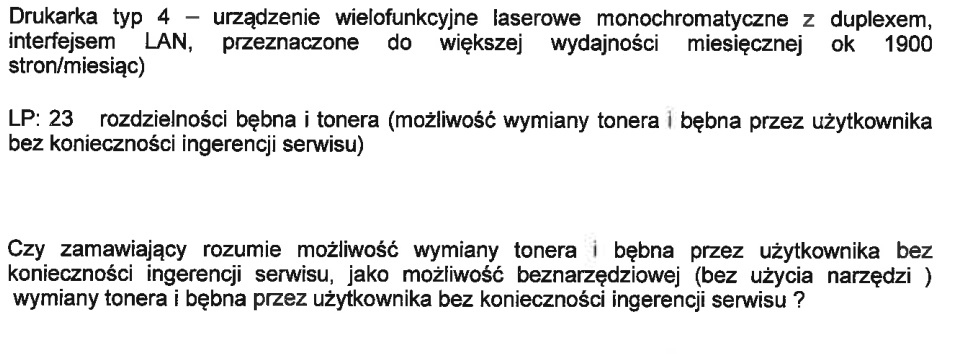 Drukarka typ 4 – urządzenie wielofunkcyjne laserowe monochromatyczne z duplexem,
interfejsem LAN, przeznaczone do większej wydajności miesięcznej ok 1900
stron/miesiąc)
LP: 23 rozdzielności bębna i tonera (możliwość wymiany tonera i bębna przez użytkownika
bez konieczności ingerencji serwisu)
Czy zamawiający rozumie możliwość wymiany tonera i bębna przez użytkownika bez
konieczności ingerencji serwisu, jako możliwość beznarzędziowej (bez użycia narzędzi )
wymiany tonera i bębna przez użytkownika bez konieczności ingerencji serwisu ?